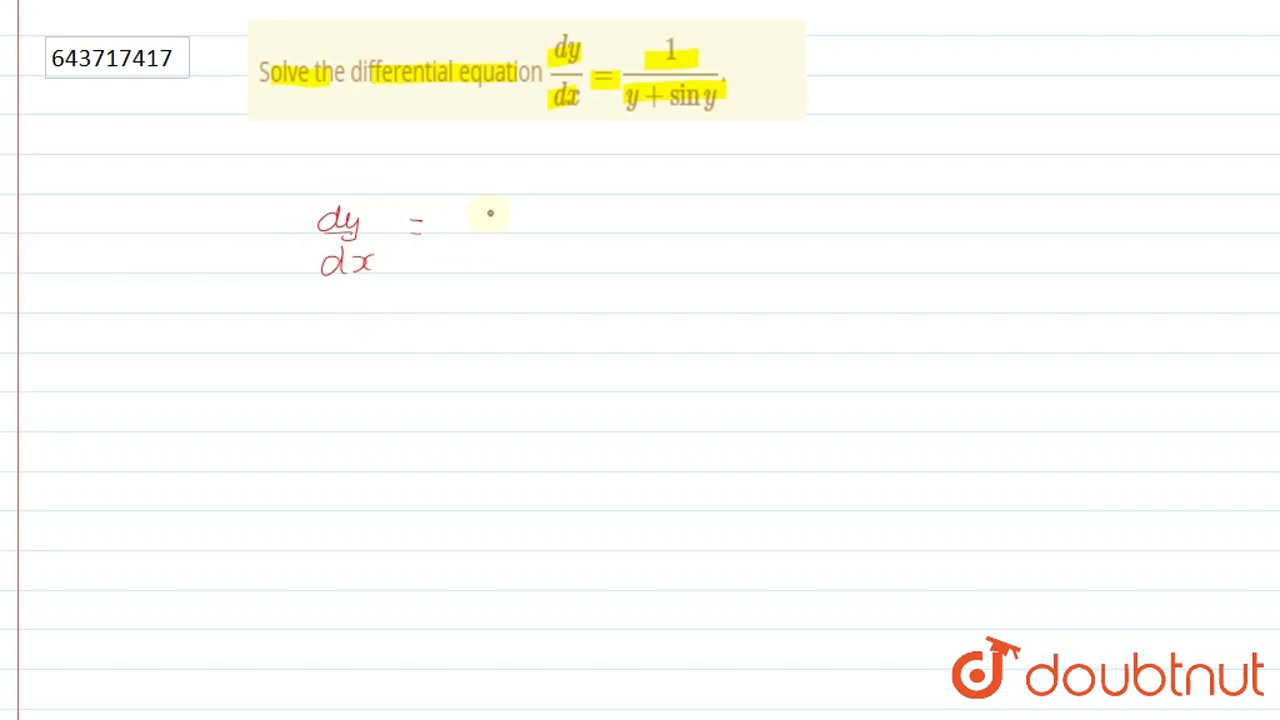 643717417
Solve the differential equation dy/dx = 1/(y + sin y).
dy/dx =
doubtnut